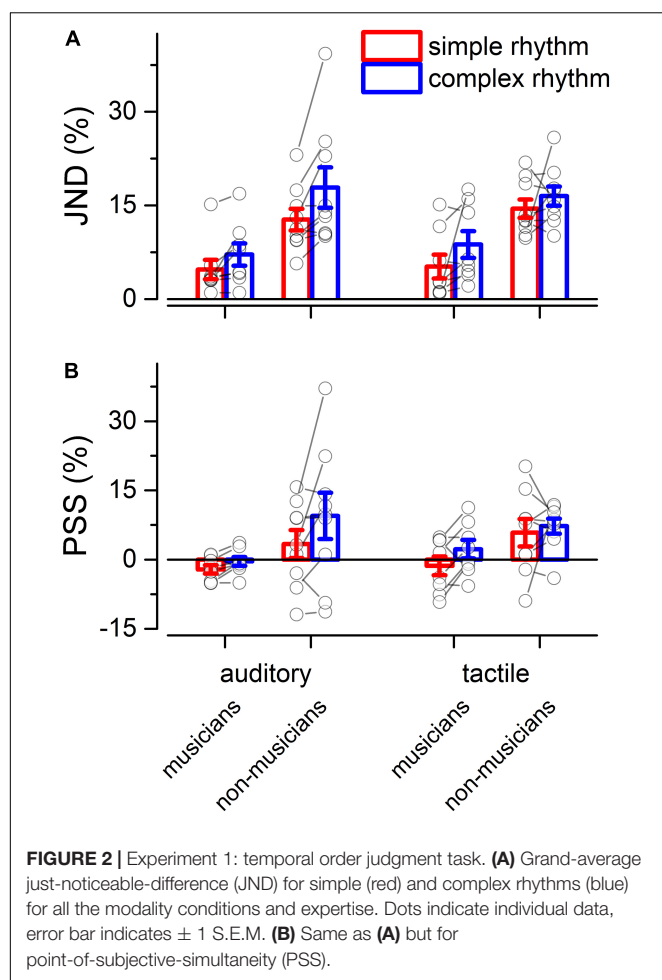 A
simple rhythm
complex rhythm
JND (%)
30
15
0
B
PSS (%)
30
15
0
-15
auditory
tactile
musicians
non-musicians
musicians
non-musicians
FIGURE 2 | Experiment 1: temporal order judgment task. (A) Grand-average
just-noticeable-difference (JND) for simple (red) and complex rhythms (blue)
for all the modality conditions and expertise. Dots indicate individual data,
error bar indicates ± 1 S.E.M. (B) Same as (A) but for
point-of-subjective-simultaneity (PSS).